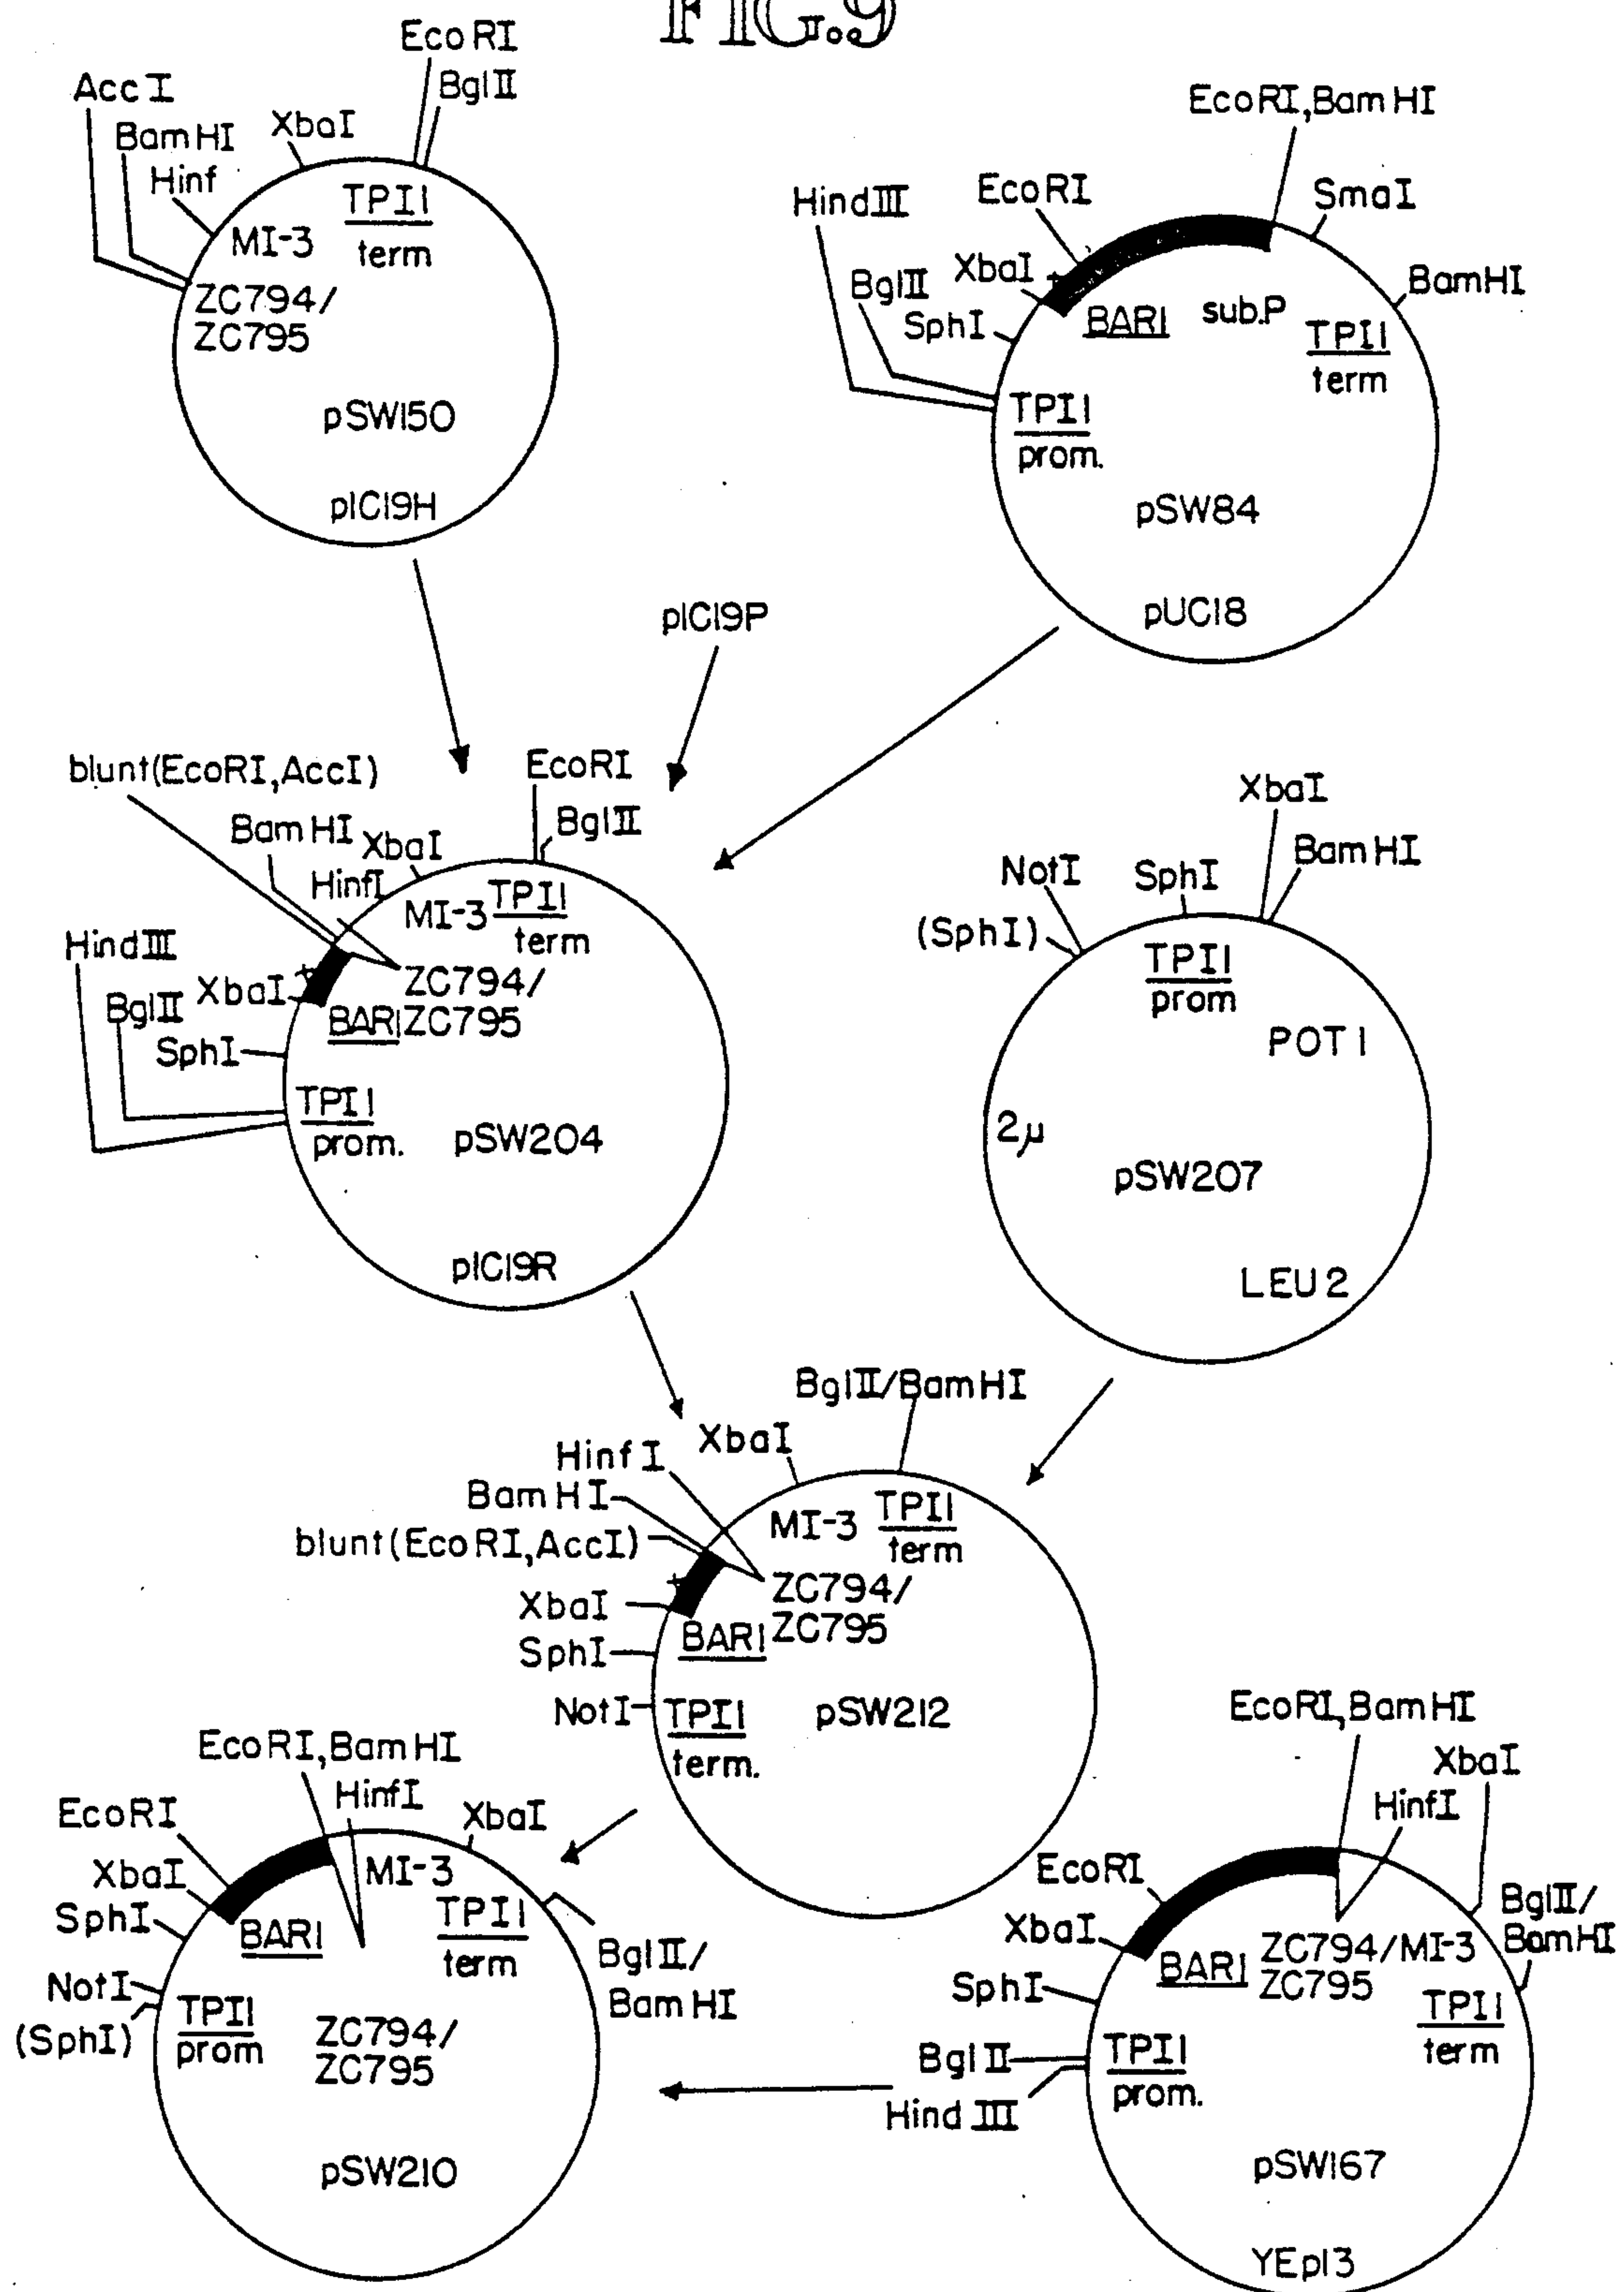 FIG.9
EcoRI
BglII
AccI
BamHI
XbaI
Hinf
TPI1
term
MI-3
ZC794/
ZC795
pSW150
pIC19H
EcoRI,BamHI
SmaI
EcoRI
HindIII
XbaI
BglII
SphI
BamHI
BAR1
sub.P
TPI1
term
TPI1
prom.
pSW84
pUC18
pIC19P
blunt(EcoRI,AccI)
EcoRI
BglII
BamHI
XbaI
HinfI
MI-3
TPI1
term
HindIII
XbaI
BglII
SphI
ZC794/
ZC795
BAR1
TPI1
prom.
pSW204
pIC19R
XbaI
BamHI
NotI
SphI
(SphI)
TPI1
prom
POT1
2µ
pSW207
LEU2
BglII/BamHI
XbaI
HinfI
BamHI
blunt(EcoRI,AccI)
MI-3
TPI1
term
XbaI
ZC794/
ZC795
BAR1
SphI
NotI
TPI1
term.
pSW212
EcoRI,BamHI
HinfI
XbaI
EcoRI
XbaI
SphI
MI-3
BAR1
TPI1
term
NotI
(SphI)
BglII/
BamHI
TPI1
prom
ZC794/
ZC795
pSW210
EcoRI,BamHI
XbaI
HinfI
EcoRI
XbaI
BglII/
BamHI
SphI
BAR1
ZC794/MI-3
ZC795
TPI1
term
BglII
HindIII
TPI1
prom.
pSW167
YEp13